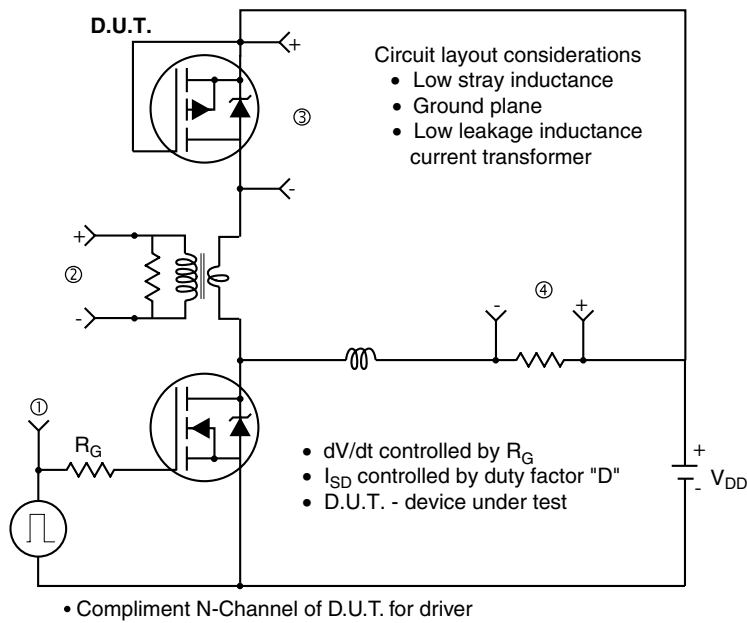 D.U.T.
+
Circuit layout considerations
• Low stray inductance
• Ground plane
• Low leakage inductance
current transformer
③
-
+
②
-
④
- +
①
R_G
• dV/dt controlled by R_G
• I_SD controlled by duty factor "D"
• D.U.T. - device under test
+
V_DD
-
• Compliment N-Channel of D.U.T. for driver